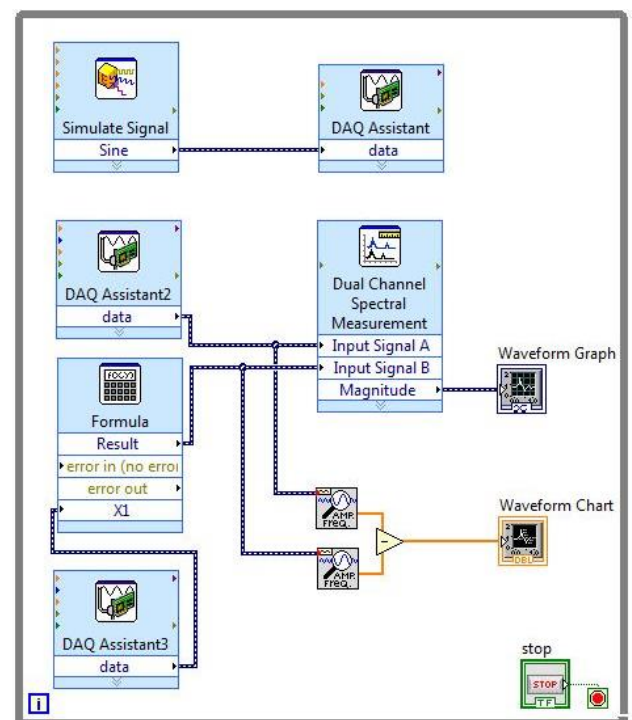 Simulate Signal
Sine
DAQ Assistant
data
DAQ Assistant2
data
Dual Channel
Spectral
Measurement
Input Signal A
Input Signal B
Magnitude
Waveform Graph
Formula
Result
error in (no erro
error out
X1
AMP
Freq.
AMP
Freq.
Waveform Chart
DBL
DAQ Assistant3
data
stop
STOP
TF
i